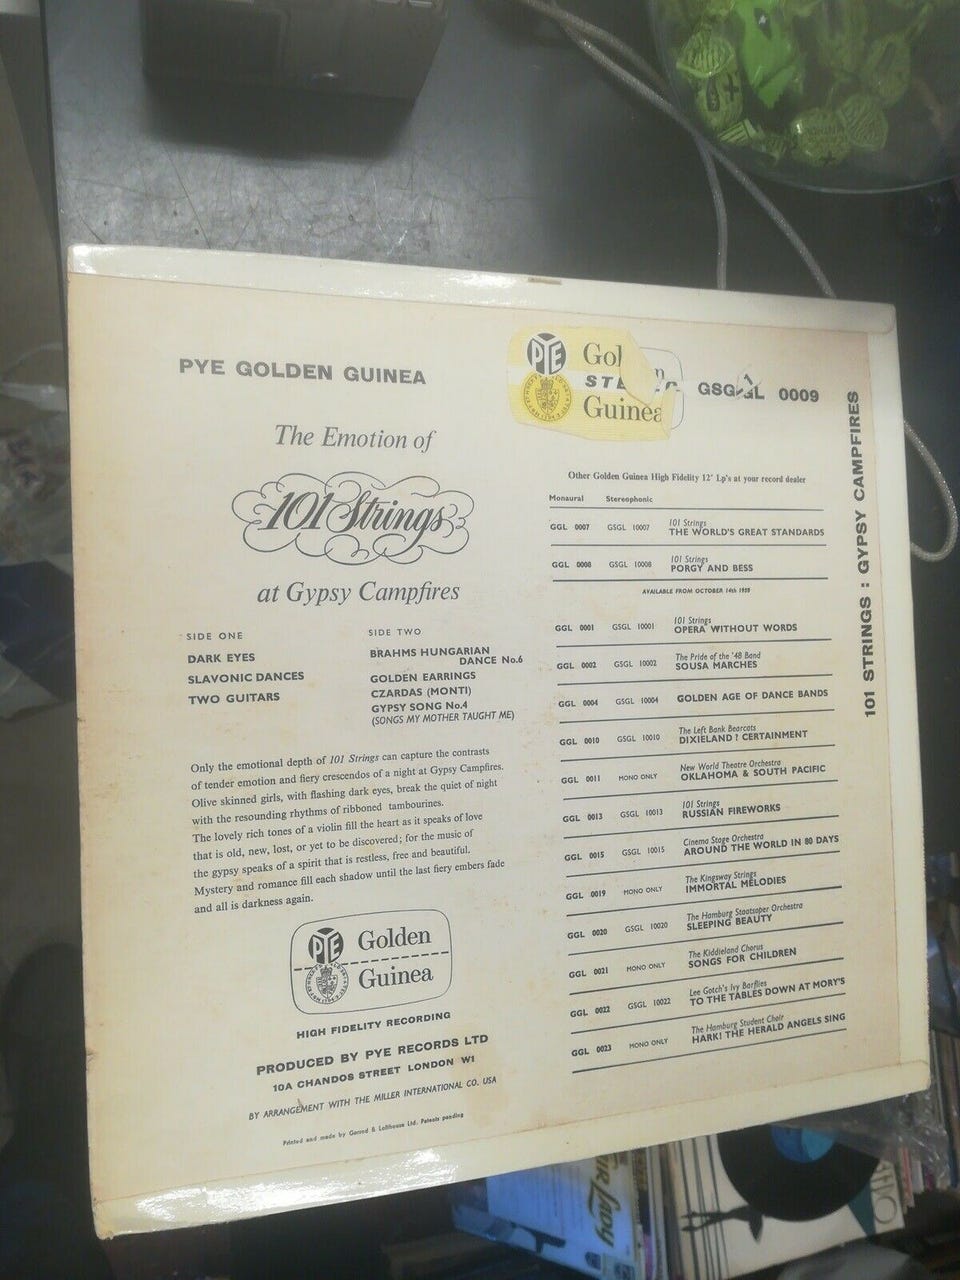 PYE GOLDEN GUINEA
The Emotion of
101 Strings
at Gypsy Campfires
SIDE ONE
DARK EYES
SLAVONIC DANCES
TWO GUITARS
SIDE TWO
BRAHMS HUNGARIAN
DANCE No.6
GOLDEN EARRINGS
CZARDAS (MONTI)
GYPSY SONG No.4
(SONGS MY MOTHER TAUGHT ME)
Only the emotional depth of 101 Strings can capture the contrasts
of tender emotion and fiery crescendos of a night at Gypsy Campfires.
Olive skinned girls, with flashing dark eyes, break the quiet of night
with the resounding rhythms of ribboned tambourines.
The lovely rich tones of a violin fill the heart as it speaks of love
that is old, new, lost, or yet to be discovered; for the music of
the gypsy speaks of a spirit that is restless, free and beautiful.
Mystery and romance fill each shadow until the last fiery embers fade
and all is darkness again.
PYE Golden
Guinea
HIGH FIDELITY RECORDING
PRODUCED BY PYE RECORDS LTD
10A CHANDOS STREET LONDON W1
BY ARRANGEMENT WITH THE MILLER INTERNATIONAL CO. USA
Printed and made by Garrod & Lofthouse Ltd. Patents pending
PYE
Guinea
0009
Other Golden Guinea High Fidelity 12" Lp's at your record dealer
Monaural Stereophonic
GGL 0007 GSGL 10007 101 Strings
THE WORLD'S GREAT STANDARDS
GGL 0008 GSGL 10008 101 Strings
PORGY AND BESS
AVAILABLE FROM OCTOBER 14th 1959
GGL 0001 GSGL 10001 101 Strings
OPERA WITHOUT WORDS
GGL 0002 GSGL 10002 The Pride of the '48 Band
SOUSA MARCHES
GGL 0004 GSGL 10004 GOLDEN AGE OF DANCE BANDS
GGL 0010 GSGL 10010 The Left Bank Bearcats
DIXIELAND? CERTAINMENT
GGL 0011 MONO ONLY New World Theatre Orchestra
OKLAHOMA & SOUTH PACIFIC
GGL 0013 GSGL 10013 101 Strings
RUSSIAN FIREWORKS
GGL 0015 GSGL 10015 Cinema Stage Orchestra
AROUND THE WORLD IN 80 DAYS
GGL 0019 MONO ONLY The Kingsway Strings
IMMORTAL MELODIES
GGL 0020 GSGL 10020 The Hamburg Staatsoper Orchestra
SLEEPING BEAUTY
GGL 0021 MONO ONLY The Kiddieland Chorus
SONGS FOR CHILDREN
GGL 0022 GSGL 10022 Lee Gotch's Ivy Barflies
TO THE TABLES DOWN AT MORY'S
GGL 0023 MONO ONLY The Hamburg Student Choir
HARK! THE HERALD ANGELS SING
101 STRINGS : GYPSY CAMPFIRES
Lady